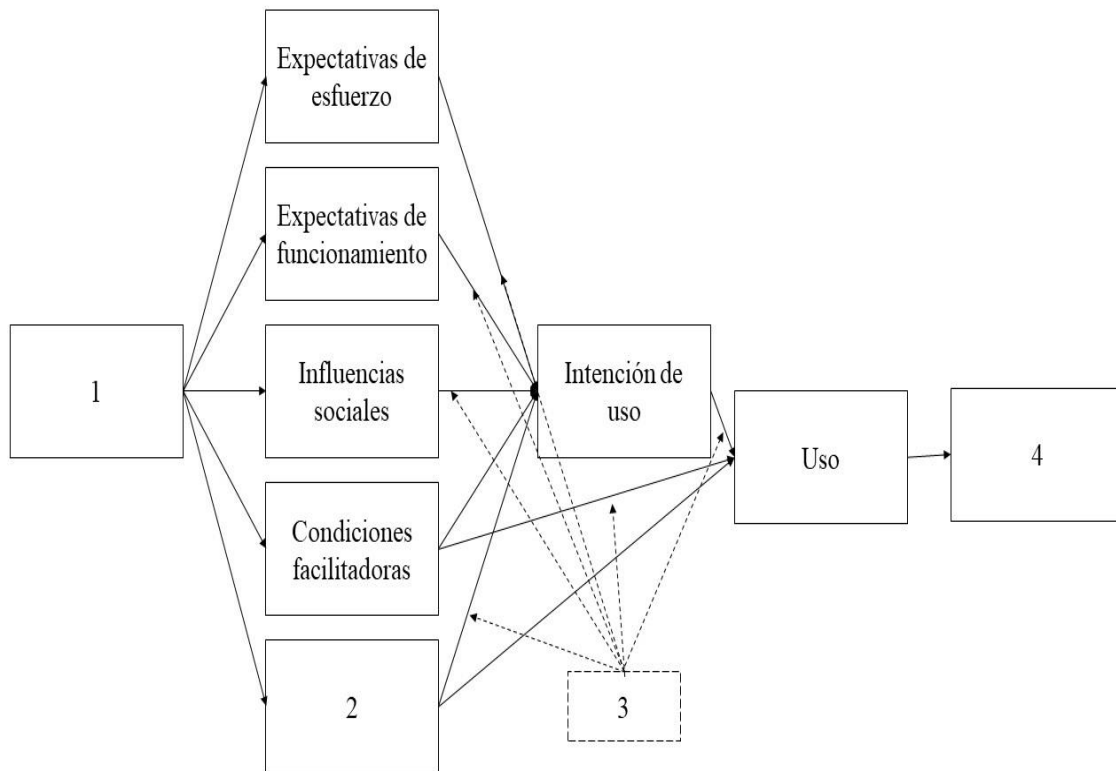 Expectativas de
esfuerzo
Expectativas de
funcionamiento
1
Influencias
sociales
Intención de
uso
Uso
4
Condiciones
facilitadoras
2
3